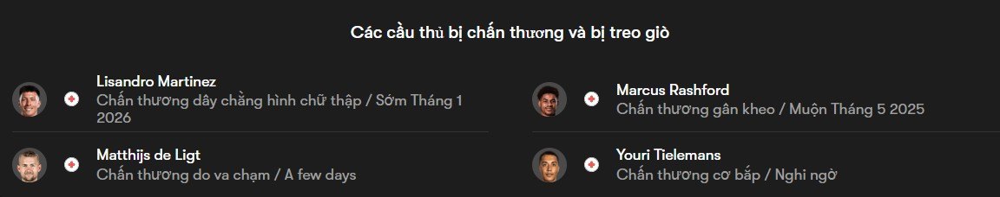 Các cầu thủ bị chấn thương và bị treo giò
Lisandro Martinez
Chấn thương dây chằng hình chữ thập / Sớm Tháng 1
2026
Marcus Rashford
Chấn thương gân kheo / Muộn Tháng 5 2025
Matthijs de Ligt
Chấn thương do va chạm / A few days
Youri Tielemans
Chấn thương cơ bắp / Nghi ngờ